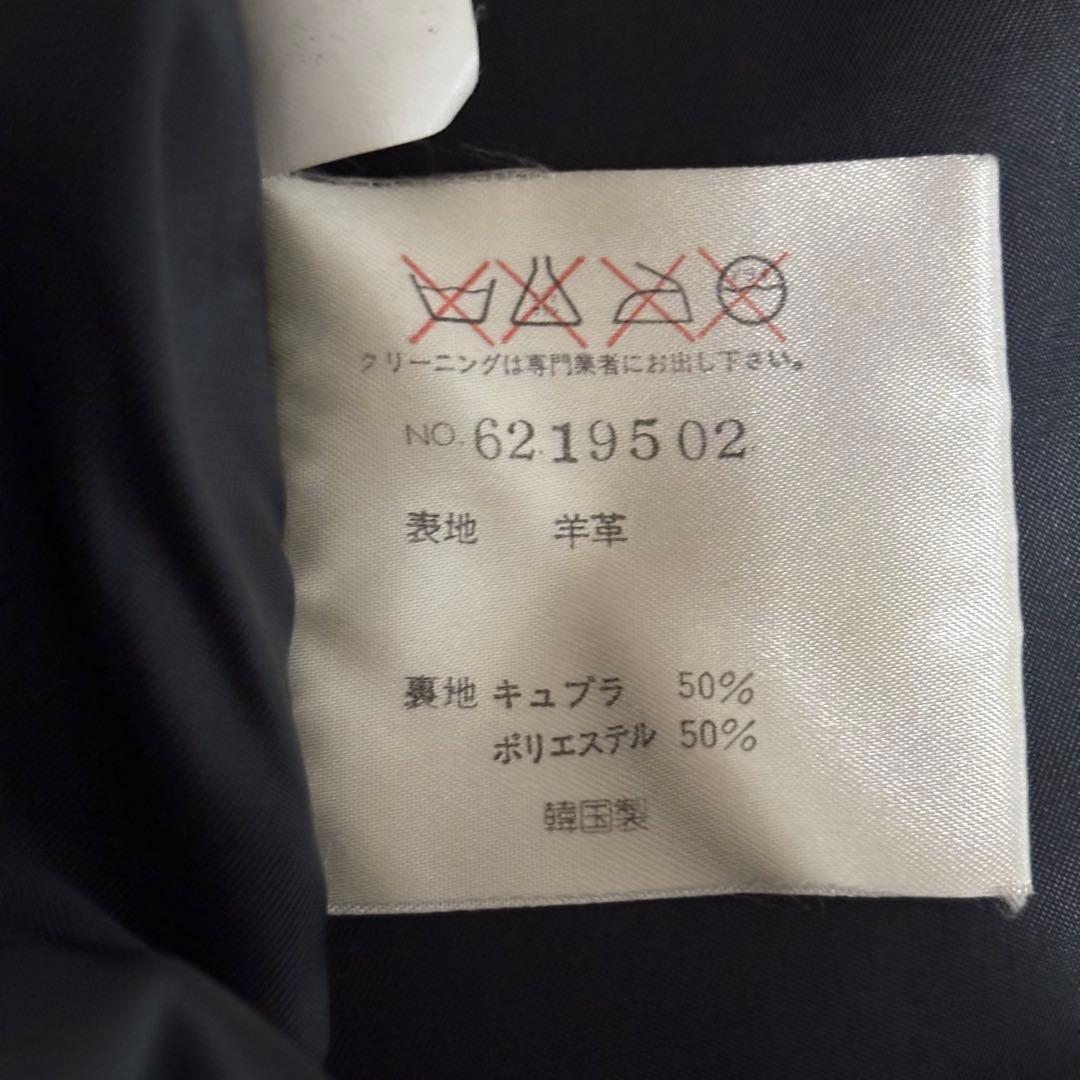 クリーニングは専門業者にお出し下さい。
NO. 6219502
表地 羊革
裏地 キュプラ 50%
ポリエステル 50%
韓国製